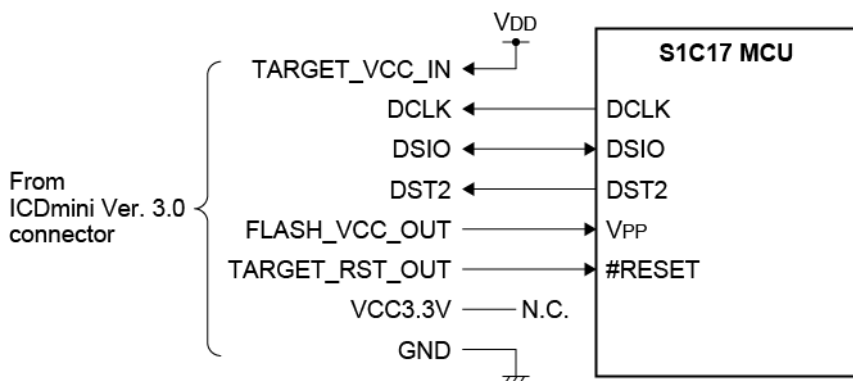 VDD
S1C17 MCU
TARGET_VCC_IN
DCLK DCLK
DSIO DSIO
DST2 DST2
From
ICDmini Ver. 3.0
connector
FLASH_VCC_OUT VPP
TARGET_RST_OUT #RESET
VCC3.3V N.C.
GND